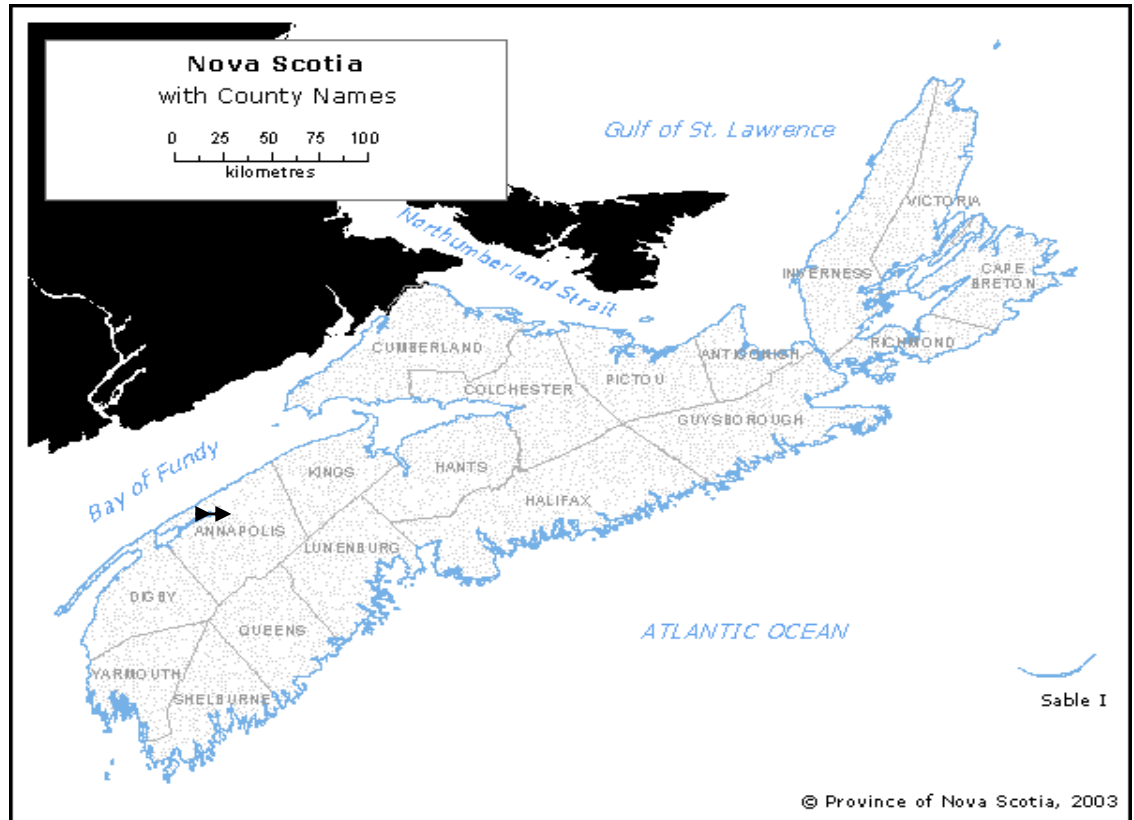 Nova Scotia
with County Names
0 25 50 75 100
kilometres
Gulf of St. Lawrence
Northumberland Strait
VICTORIA
INVERNESS
CAPE
BRETON
RICHMOND
CUMBERLAND
ANTIGONISH
COLCHESTER
PICTOU
GUYSBOROUGH
Bay of Fundy
KINGS
HANTS
HALIFAX
ANNAPOLIS
LUNENBURG
DIGBY
QUEENS
ATLANTIC OCEAN
YARMOUTH
SHELBURNE
Sable I
© Province of Nova Scotia, 2003